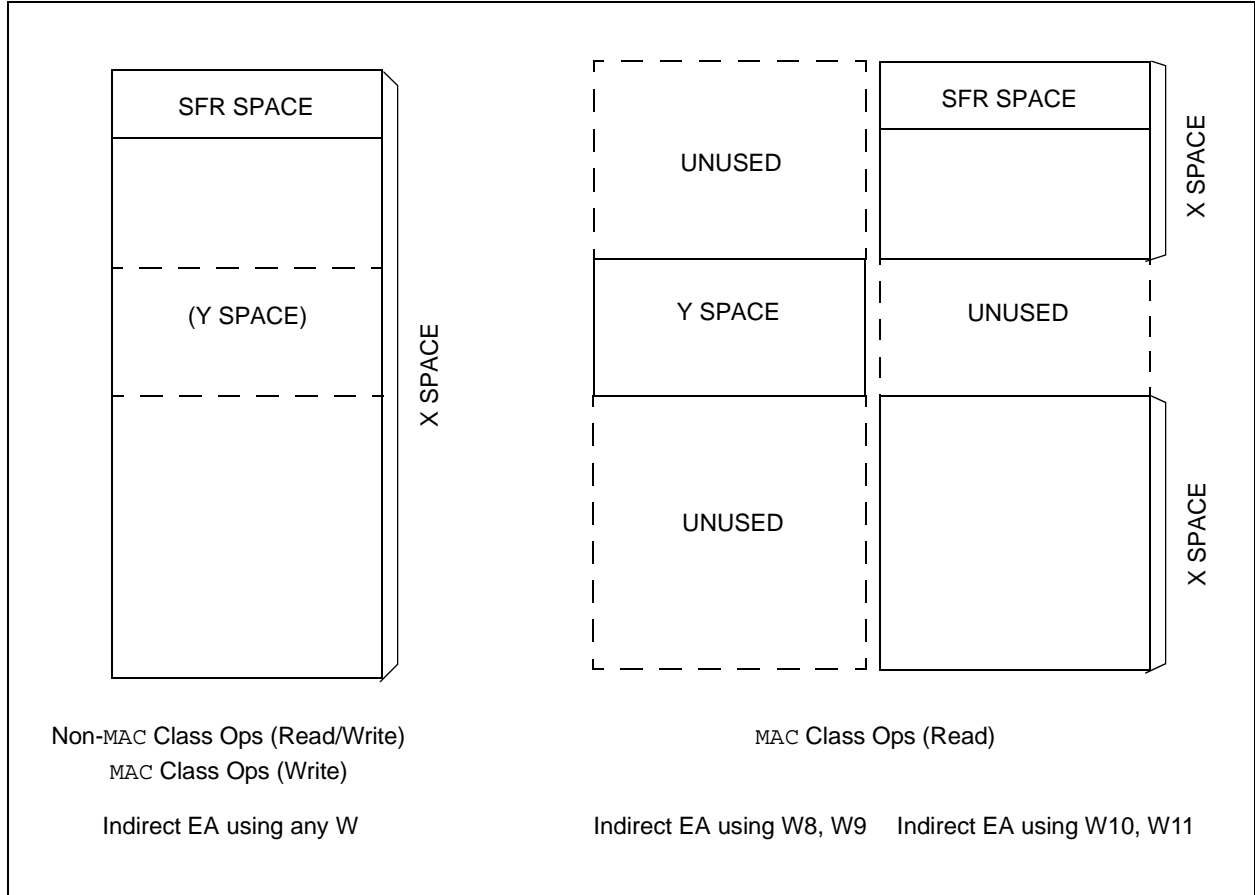 SFR SPACE
(Y SPACE)
X SPACE
UNUSED
Y SPACE
UNUSED
SFR SPACE
X SPACE
UNUSED
X SPACE
Non-MAC Class Ops (Read/Write)
MAC Class Ops (Write)
Indirect EA using any W
MAC Class Ops (Read)
Indirect EA using W8, W9
Indirect EA using W10, W11